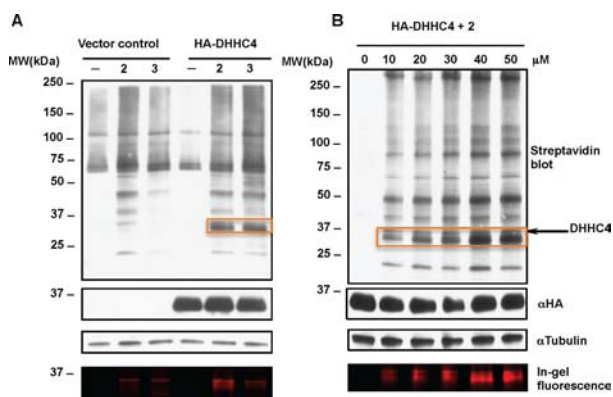 A
Vector control HA-DHHC4
MW(kDa) – 2 3 – 2 3
250
150
100
75
50
37
25
37
37
B
HA-DHHC4 + 2
MW(kDa) 0 10 20 30 40 50 µM
250
150
100
75
50
37
25
37
Streptavidin
blot
DHHC4
αHA
αTubulin
In-gel
fluorescence